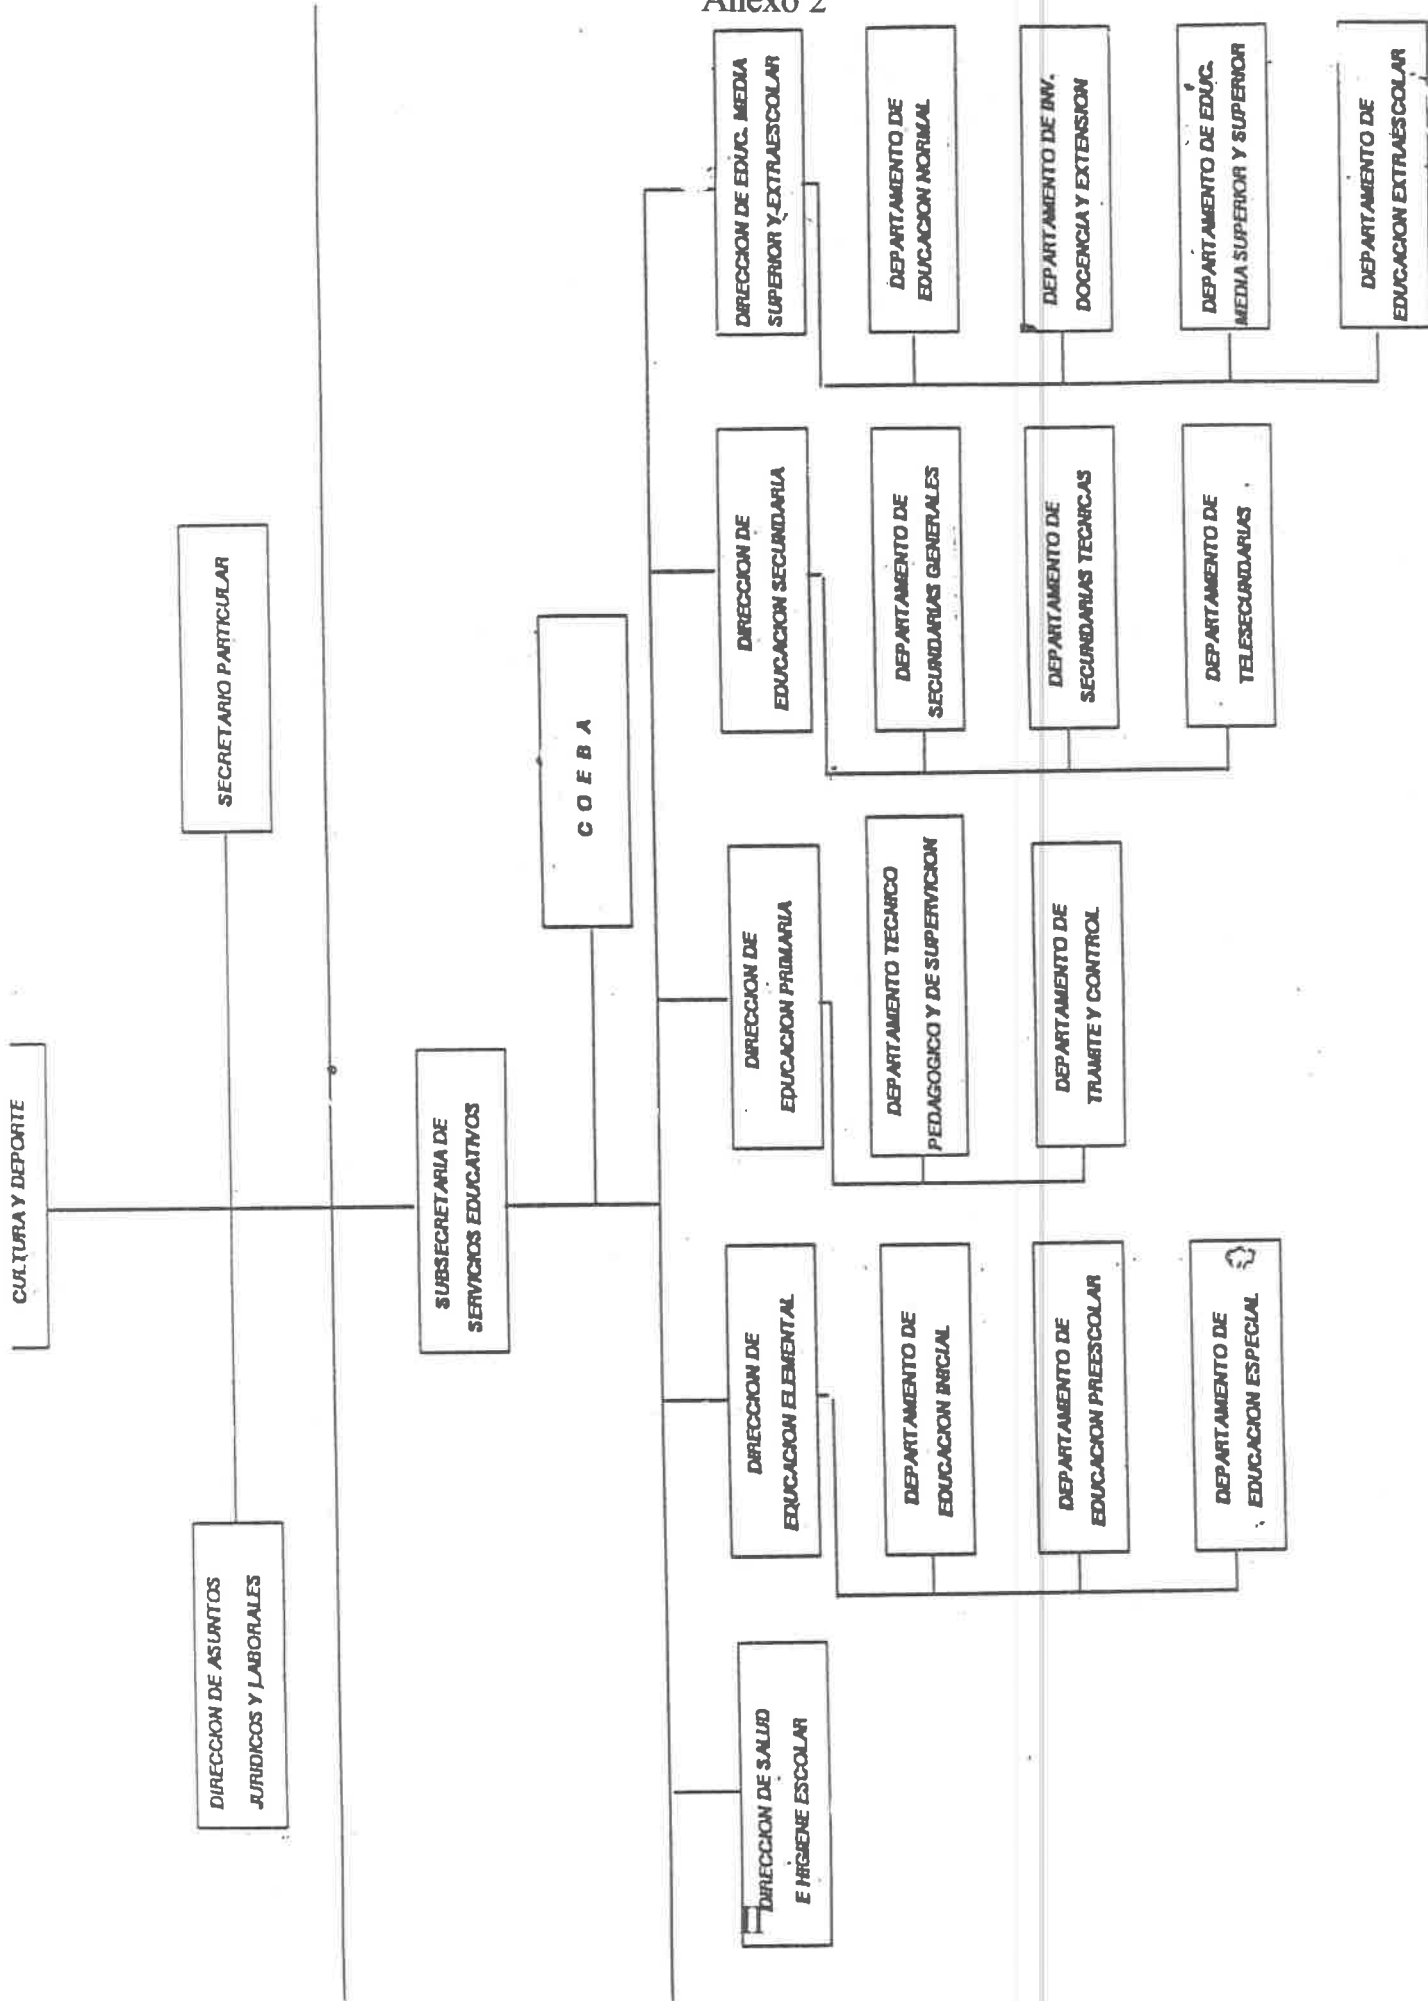 Anexo 2
CULTURA Y DEPORTE
DIRECCION DE ASUNTOS
JURIDICOS Y LABORALES
SECRETARIO PARTICULAR
SUBSECRETARIA DE
SERVICIOS EDUCATIVOS
C O E B A
DIRECCION DE SALUD
E HIGIENE ESCOLAR
DIRECCION DE
EDUCACION ELEMENTAL
DEPARTAMENTO DE
EDUCACION INICIAL
DEPARTAMENTO DE
EDUCACION PREESCOLAR
DEPARTAMENTO DE
EDUCACION ESPECIAL
DIRECCION DE
EDUCACION PRIMARIA
DEPARTAMENTO TECNICO
PEDAGOGICO Y DE SUPERVICION
DEPARTAMENTO DE
TRAMITE Y CONTROL
DIRECCION DE
EDUCACION SECUNDARIA
DEPARTAMENTO DE
SECUNDARIAS GENERALES
DEPARTAMENTO DE
SECUNDARIAS TECNICAS
DEPARTAMENTO DE
TELESECUNDARIAS
DIRECCION DE EDUC. MEDIA
SUPERIOR Y EXTRAESCOLAR
DEPARTAMENTO DE
EDUCACION NORMAL
DEPARTAMENTO DE INV.
DOCENCIA Y EXTENSION
DEPARTAMENTO DE EDUC.
MEDIA SUPERIOR Y SUPERIOR
DEPARTAMENTO DE
EDUCACION EXTRAESCOLAR